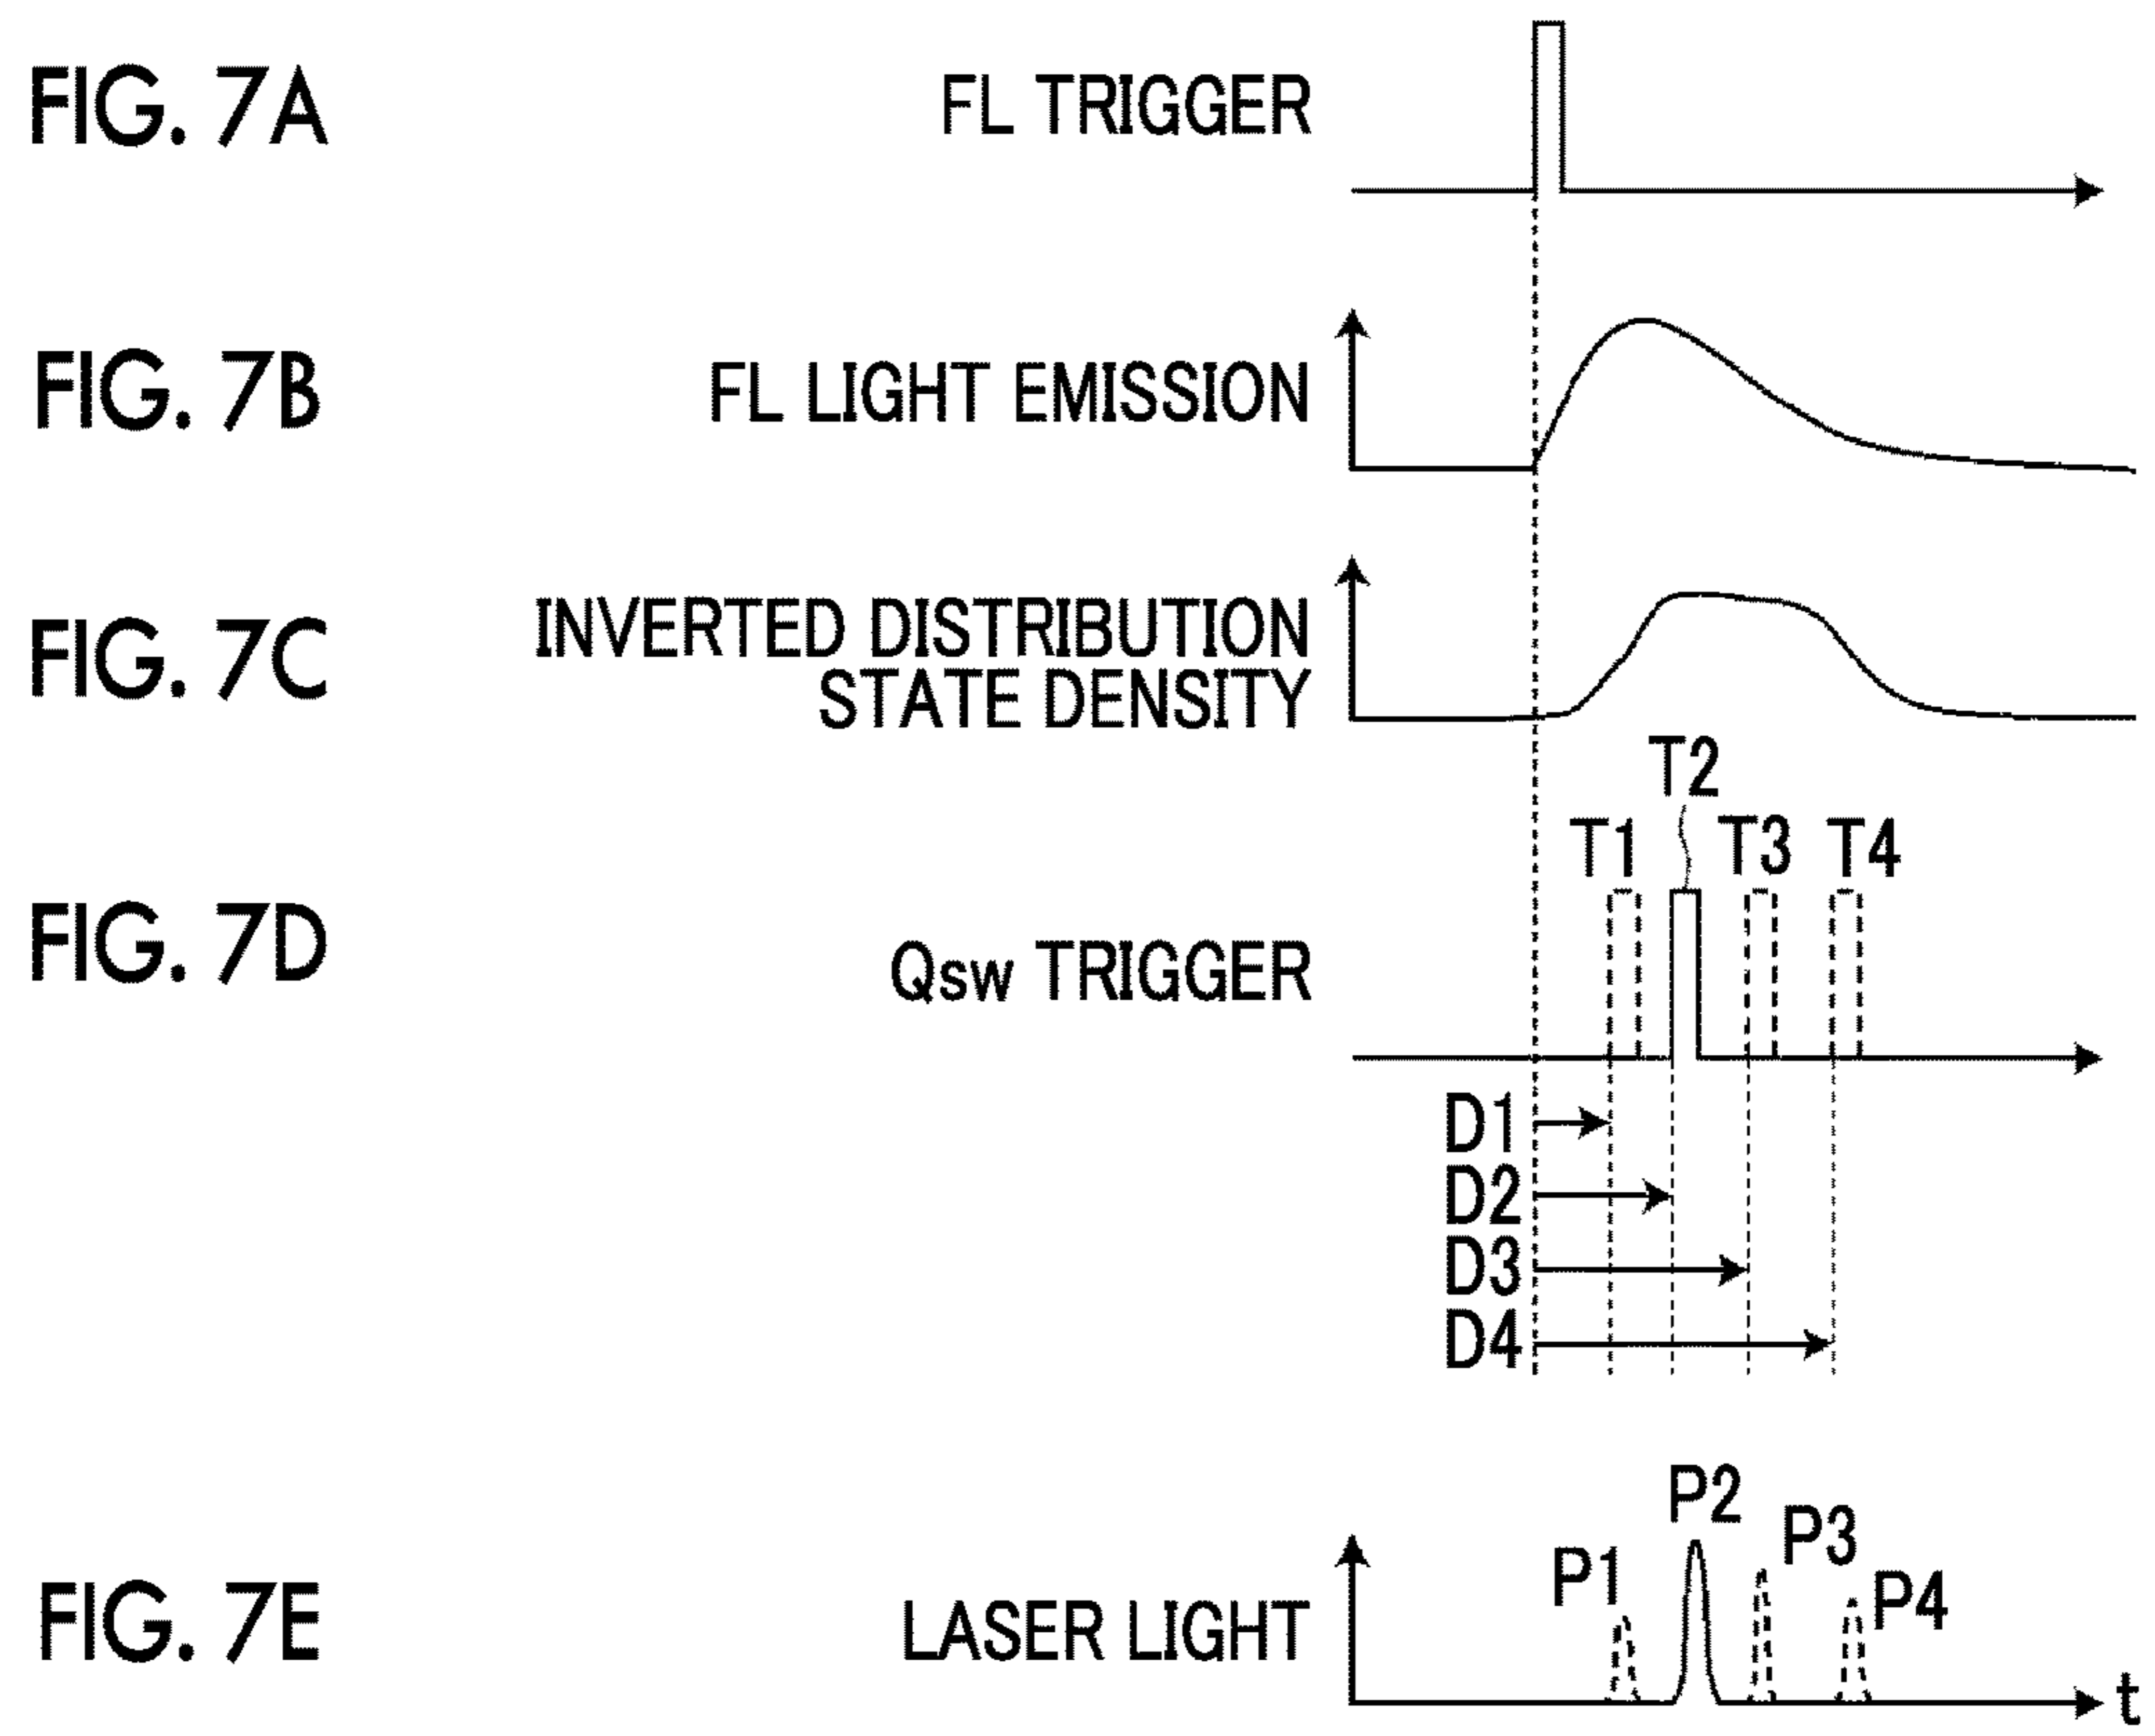 FIG. 7A
FL TRIGGER
FIG. 7B
FL LIGHT EMISSION
FIG. 7C
INVERTED DISTRIBUTION
STATE DENSITY
FIG. 7D
Qsw TRIGGER
T1
T2
T3
T4
D1
D2
D3
D4
FIG. 7E
LASER LIGHT
P1
P2
P3
P4
t